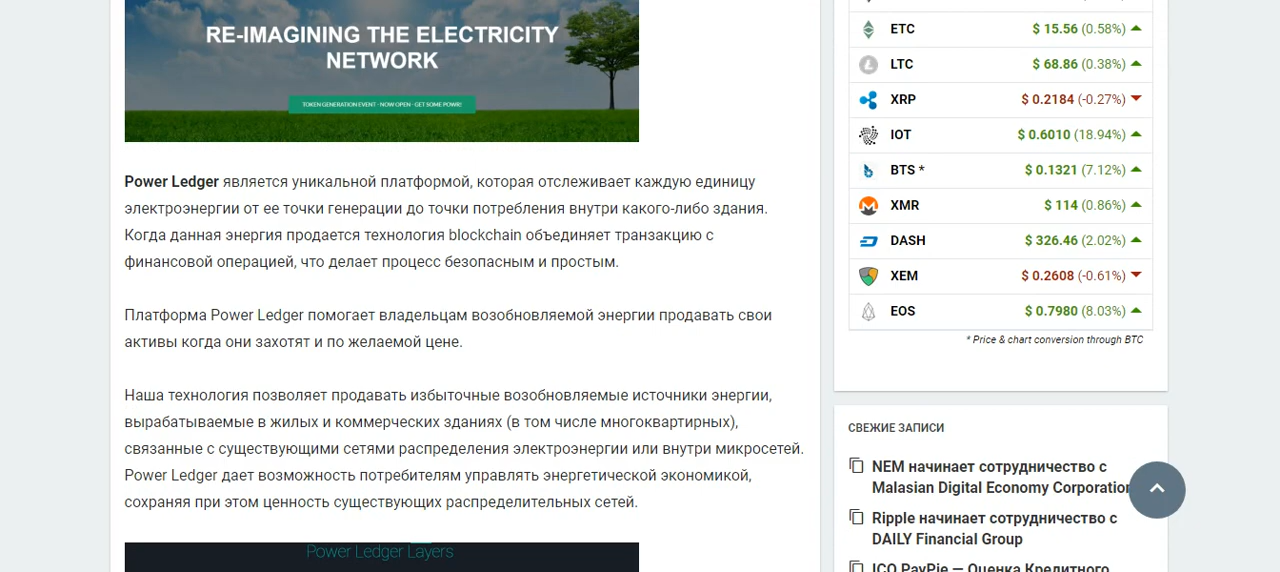 RE-IMAGINING THE ELECTRICITY
NETWORK
TOKEN GENERATION EVENT - NOW OPEN - GET SOME POWR!
Power Ledger является уникальной платформой, которая отслеживает каждую единицу
электроэнергии от ее точки генерации до точки потребления внутри какого-либо здания.
Когда данная энергия продается технология blockchain объединяет транзакцию с
финансовой операцией, что делает процесс безопасным и простым.
Платформа Power Ledger помогает владельцам возобновляемой энергии продавать свои
активы когда они захотят и по желаемой цене.
Наша технология позволяет продавать избыточные возобновляемые источники энергии,
вырабатываемые в жилых и коммерческих зданиях (в том числе многоквартирных),
связанные с существующими сетями распределения электроэнергии или внутри микросетей.
Power Ledger дает возможность потребителям управлять энергетической экономикой,
сохраняя при этом ценность существующих распределительных сетей.
Power Ledger Layers
ETC $ 15.56 (0.58%)
LTC $ 68.86 (0.38%)
XRP $ 0.2184 (-0.27%)
IOT $ 0.6010 (18.94%)
BTS * $ 0.1321 (7.12%)
XMR $ 114 (0.86%)
DASH $ 326.46 (2.02%)
XEM $ 0.2608 (-0.61%)
EOS $ 0.7980 (8.03%)
* Price & chart conversion through BTC
СВЕЖИЕ ЗАПИСИ
NEM начинает сотрудничество с
Malasian Digital Economy Corporation
Ripple начинает сотрудничество с
DAILY Financial Group
ICO PayPie — Оценка Кредитного